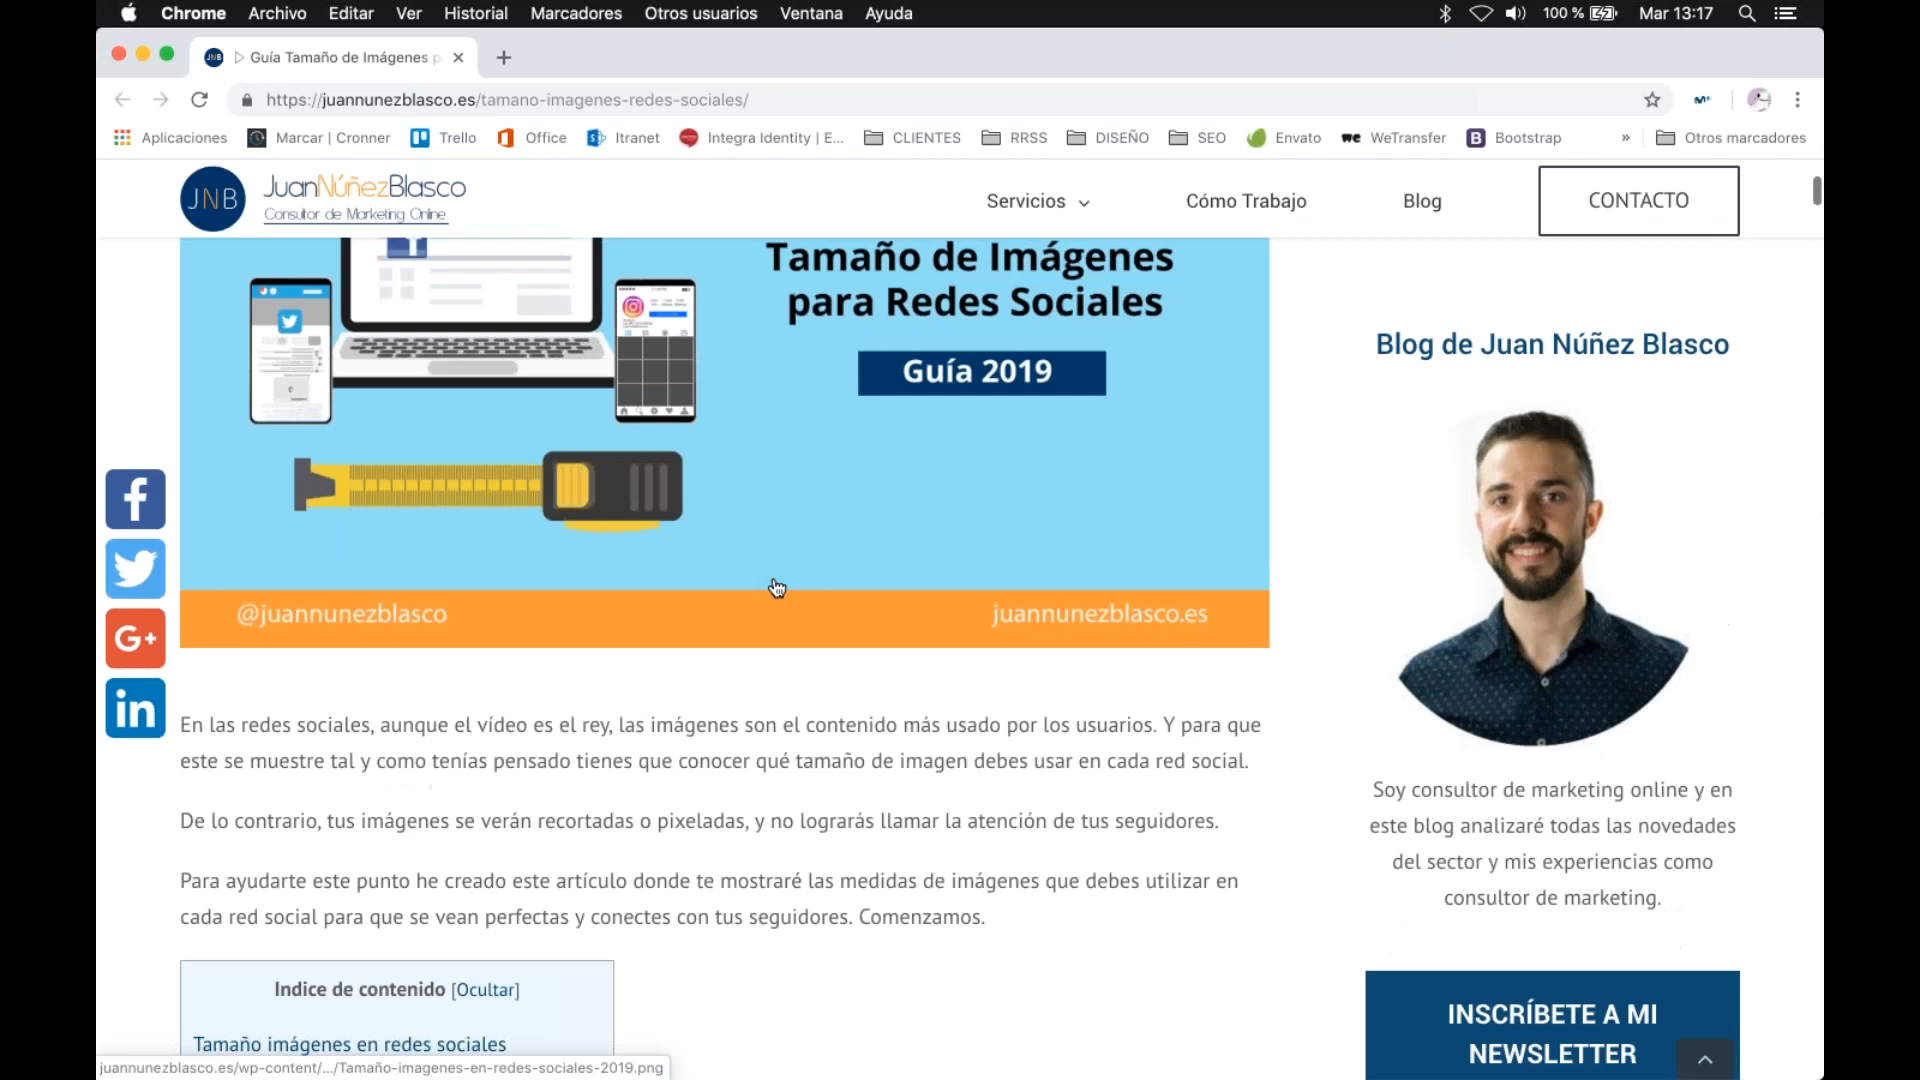 Chrome Archivo Editar Ver Historial Marcadores Otros usuarios Ventana Ayuda 100 % Mar 13:17
JNB ▷ Guía Tamaño de Imágenes p
https://juannunezblasco.es/tamano-imagenes-redes-sociales/
Aplicaciones Marcar | Cronner Trello Office Itranet Integra Identity | E... CLIENTES RRSS DISEÑO SEO Envato WeTransfer Bootstrap » Otros marcadores
JNB JuanNúñezBlasco
Consultor de Marketing Online
Servicios Cómo Trabajo Blog CONTACTO
Tamaño de Imágenes
para Redes Sociales
Guía 2019
@juannunezblasco juannunezblasco.es
En las redes sociales, aunque el vídeo es el rey, las imágenes son el contenido más usado por los usuarios. Y para que
este se muestre tal y como tenías pensado tienes que conocer qué tamaño de imagen debes usar en cada red social.
De lo contrario, tus imágenes se verán recortadas o pixeladas, y no lograrás llamar la atención de tus seguidores.
Para ayudarte este punto he creado este artículo donde te mostraré las medidas de imágenes que debes utilizar en
cada red social para que se vean perfectas y conectes con tus seguidores. Comenzamos.
Indice de contenido [Ocultar]
Tamaño imágenes en redes sociales
Blog de Juan Núñez Blasco
Soy consultor de marketing online y en
este blog analizaré todas las novedades
del sector y mis experiencias como
consultor de marketing.
INSCRÍBETE A MI
NEWSLETTER
juannunezblasco.es/wp-content/.../Tamaño-imagenes-en-redes-sociales-2019.png